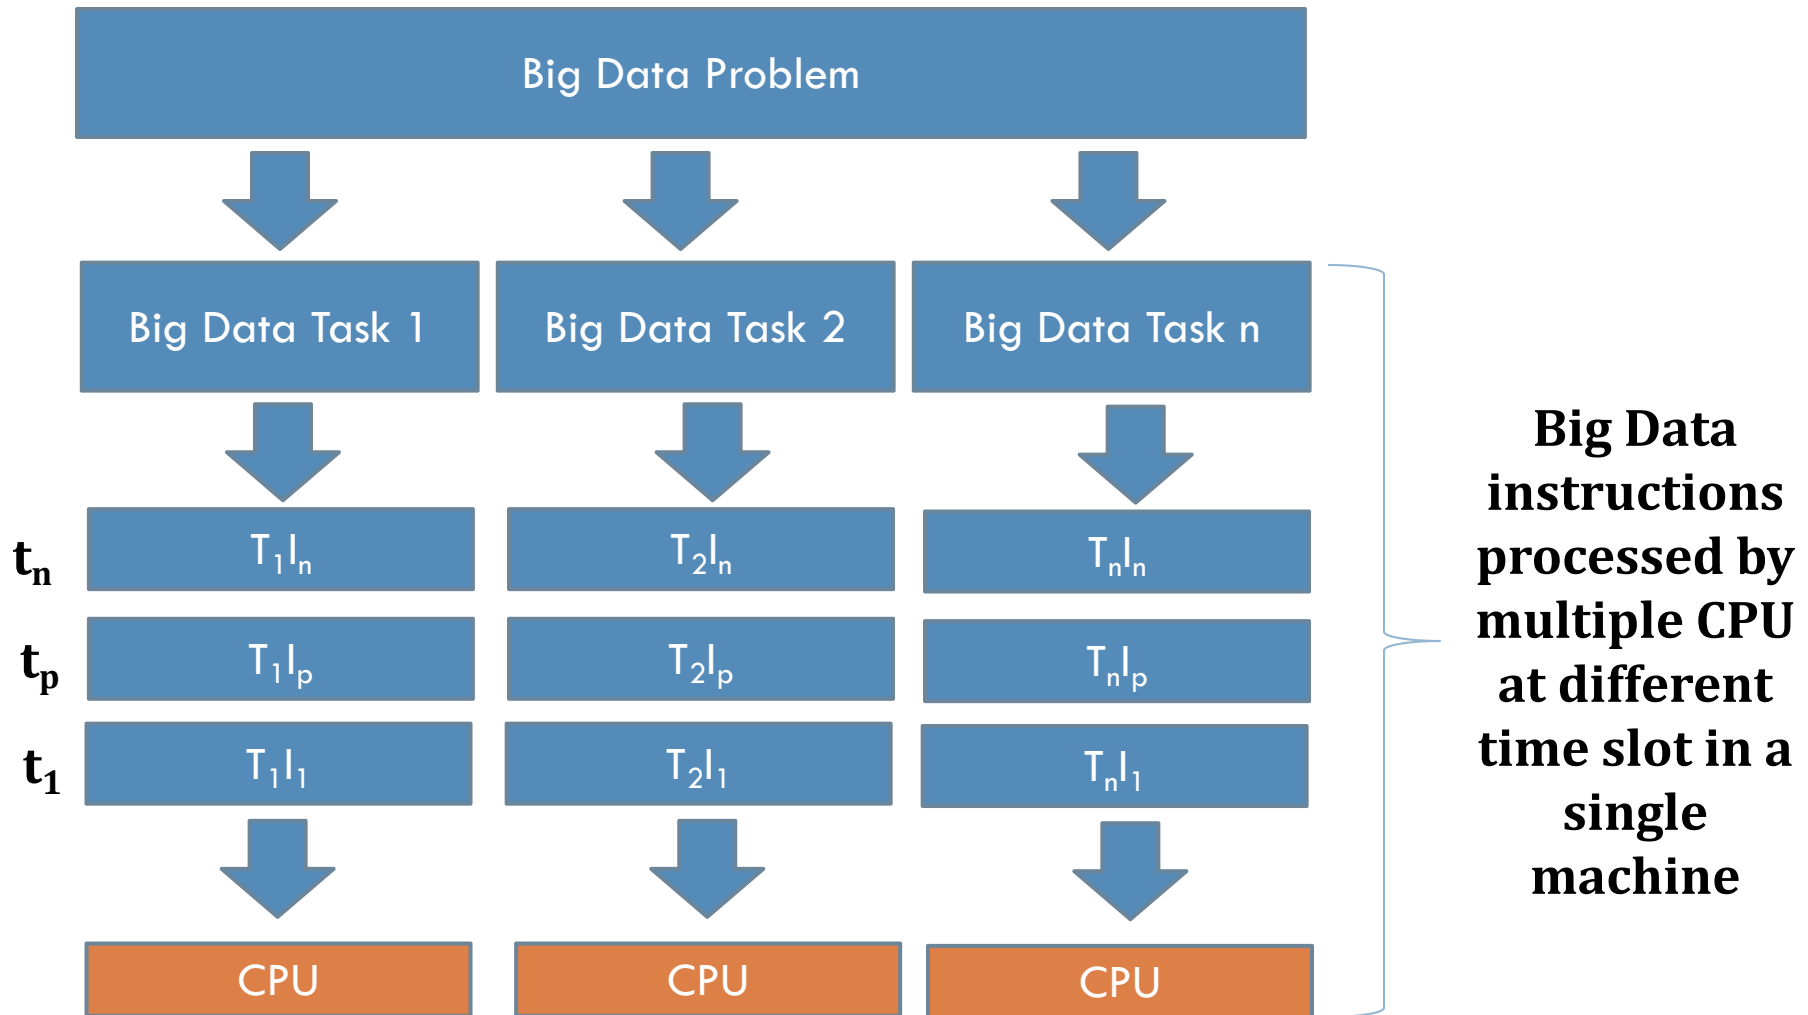 Big Data Problem
Big Data Task 1
Big Data Task 2
Big Data Task n
tₙ
T₁Iₙ
T₂Iₙ
TₙIₙ
tₚ
T₁Iₚ
T₂Iₚ
TₙIₚ
t₁
T₁I₁
T₂I₁
TₙI₁
CPU
CPU
CPU
Big Data
instructions
processed by
multiple CPU
at different
time slot in a
single
machine